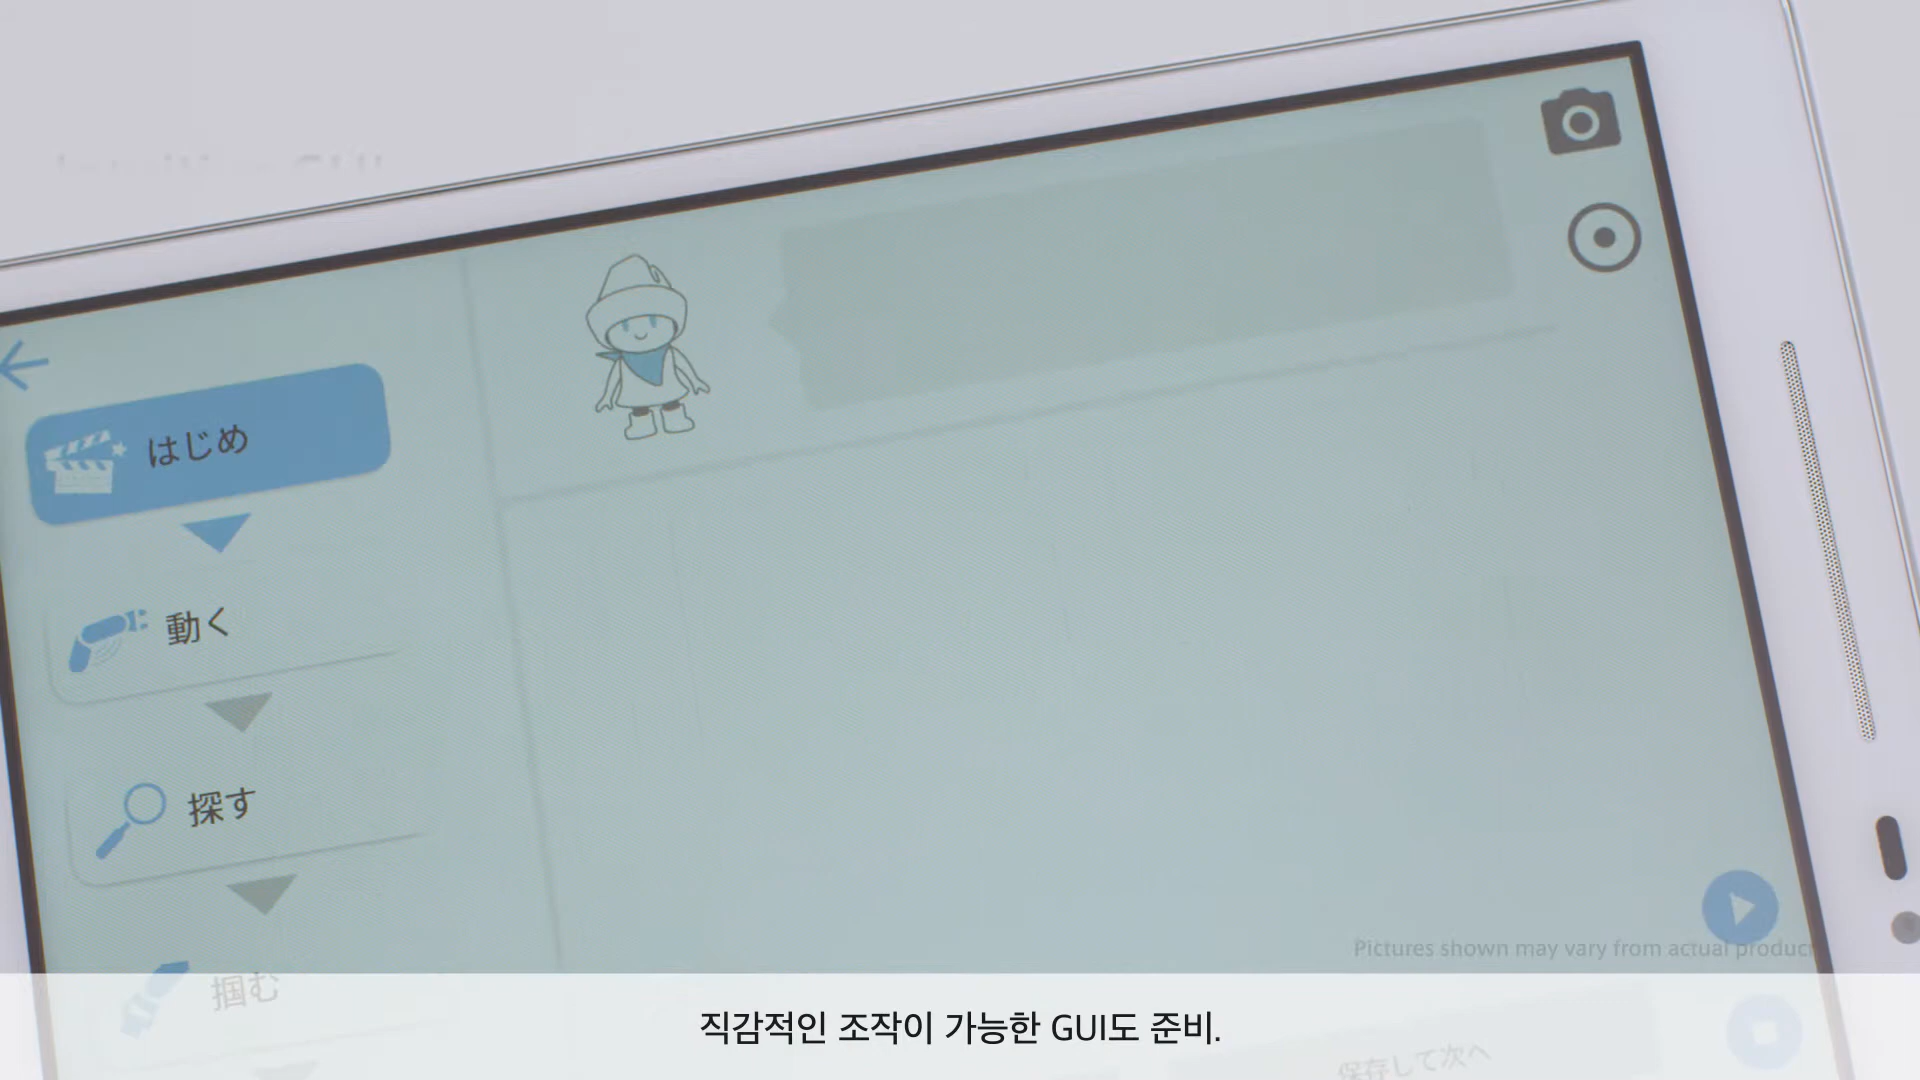 はじめ
動く
探す
掴む
Pictures shown may vary from actual product
保存して次へ
직감적인 조작이 가능한 GUI도 준비.